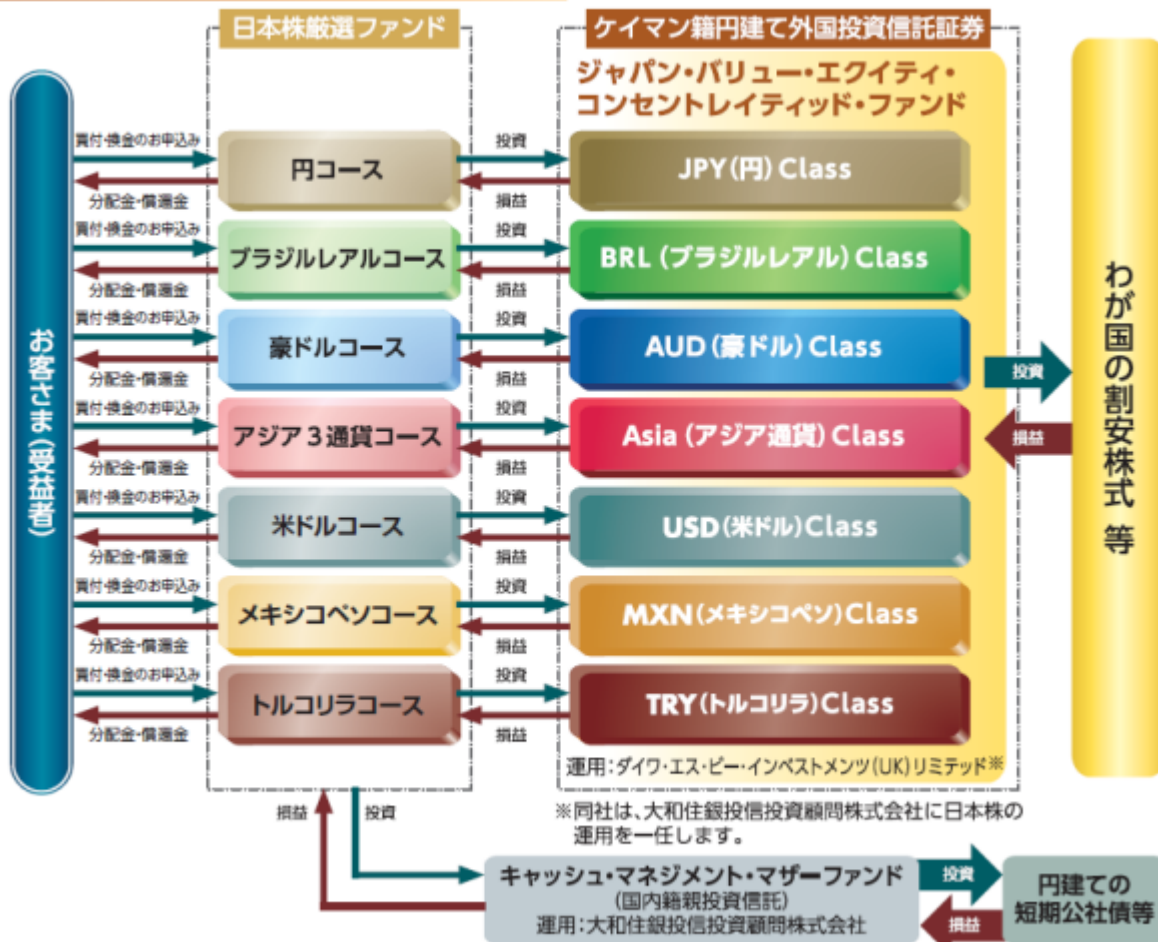 日本株厳選ファンド
ケイマン籍円建て外国投資信託証券
ジャパン・バリュー・エクイティ・
コンセントレイティッド・ファンド
お客さま(受益者)
買付・換金のお申込み
分配金・償還金
円コース
投資
損益
JPY(円)Class
買付・換金のお申込み
分配金・償還金
ブラジルレアルコース
投資
損益
BRL(ブラジルレアル)Class
買付・換金のお申込み
分配金・償還金
豪ドルコース
投資
損益
AUD(豪ドル)Class
買付・換金のお申込み
分配金・償還金
アジア3通貨コース
投資
損益
Asia(アジア通貨)Class
買付・換金のお申込み
分配金・償還金
米ドルコース
投資
損益
USD(米ドル)Class
買付・換金のお申込み
分配金・償還金
メキシコペソコース
投資
損益
MXN(メキシコペソ)Class
買付・換金のお申込み
分配金・償還金
トルコリラコース
投資
損益
TRY(トルコリラ)Class
投資
損益
わが国の割安株式 等
運用:ダイワ・エス・ビー・インベストメンツ(UK)リミテッド※
※同社は、大和住銀投信投資顧問株式会社に日本株の
運用を一任します。
損益
投資
キャッシュ・マネジメント・マザーファンド
(国内籍親投資信託)
運用:大和住銀投信投資顧問株式会社
投資
損益
円建ての
短期公社債等